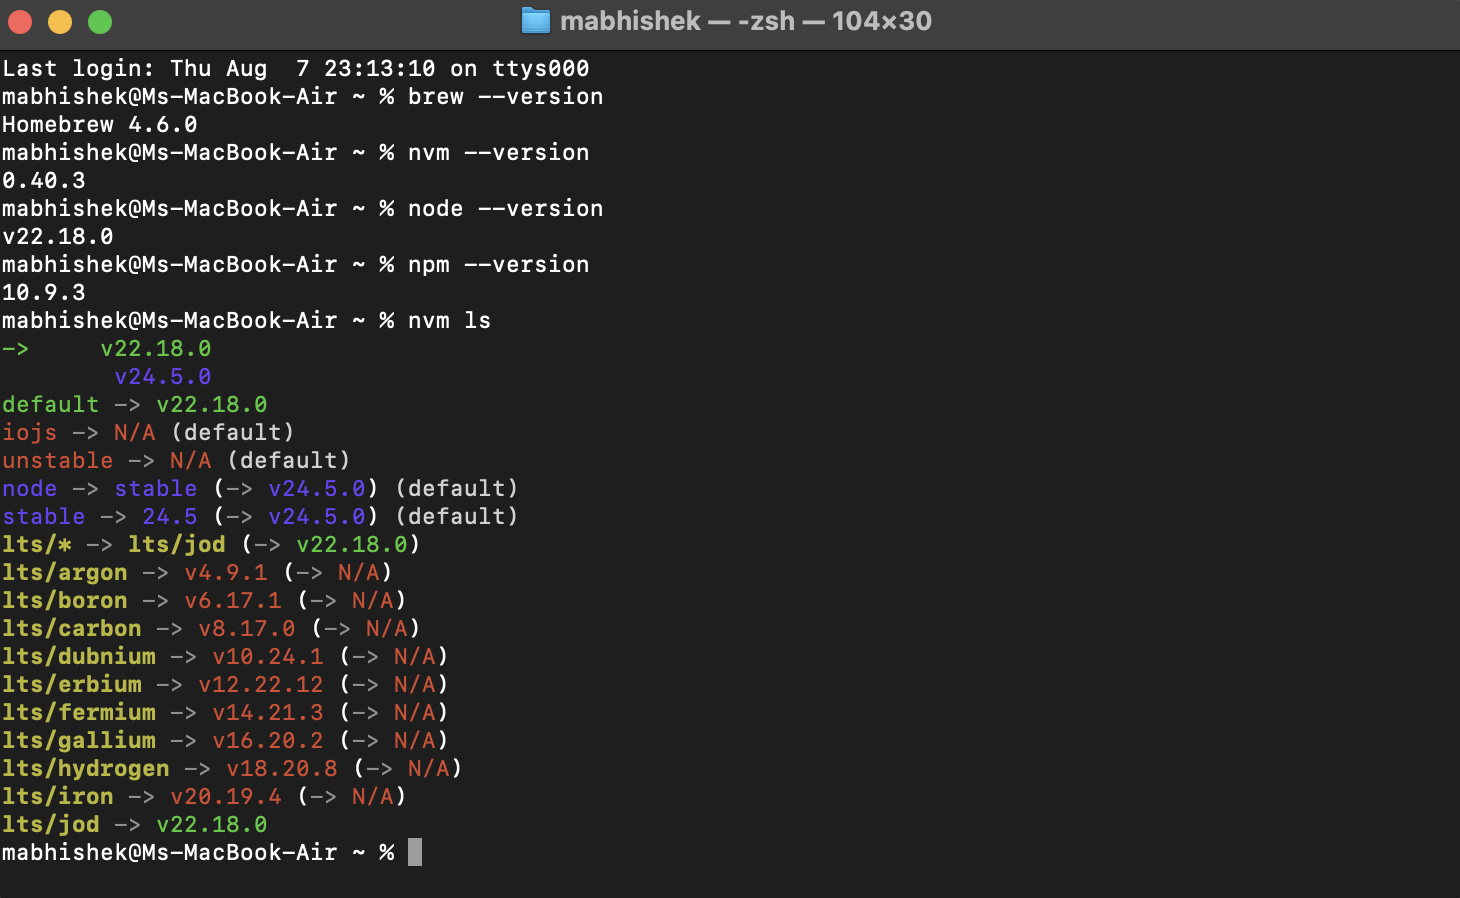 mabhishek — -zsh — 104×30
Last login: Thu Aug  7 23:13:10 on ttys000
mabhishek@Ms-MacBook-Air ~ % brew --version
Homebrew 4.6.0
mabhishek@Ms-MacBook-Air ~ % nvm --version
0.40.3
mabhishek@Ms-MacBook-Air ~ % node --version
v22.18.0
mabhishek@Ms-MacBook-Air ~ % npm --version
10.9.3
mabhishek@Ms-MacBook-Air ~ % nvm ls
->     v22.18.0
        v24.5.0
default -> v22.18.0
iojs -> N/A (default)
unstable -> N/A (default)
node -> stable (-> v24.5.0) (default)
stable -> 24.5 (-> v24.5.0) (default)
lts/* -> lts/jod (-> v22.18.0)
lts/argon -> v4.9.1 (-> N/A)
lts/boron -> v6.17.1 (-> N/A)
lts/carbon -> v8.17.0 (-> N/A)
lts/dubnium -> v10.24.1 (-> N/A)
lts/erbium -> v12.22.12 (-> N/A)
lts/fermium -> v14.21.3 (-> N/A)
lts/gallium -> v16.20.2 (-> N/A)
lts/hydrogen -> v18.20.8 (-> N/A)
lts/iron -> v20.19.4 (-> N/A)
lts/jod -> v22.18.0
mabhishek@Ms-MacBook-Air ~ %